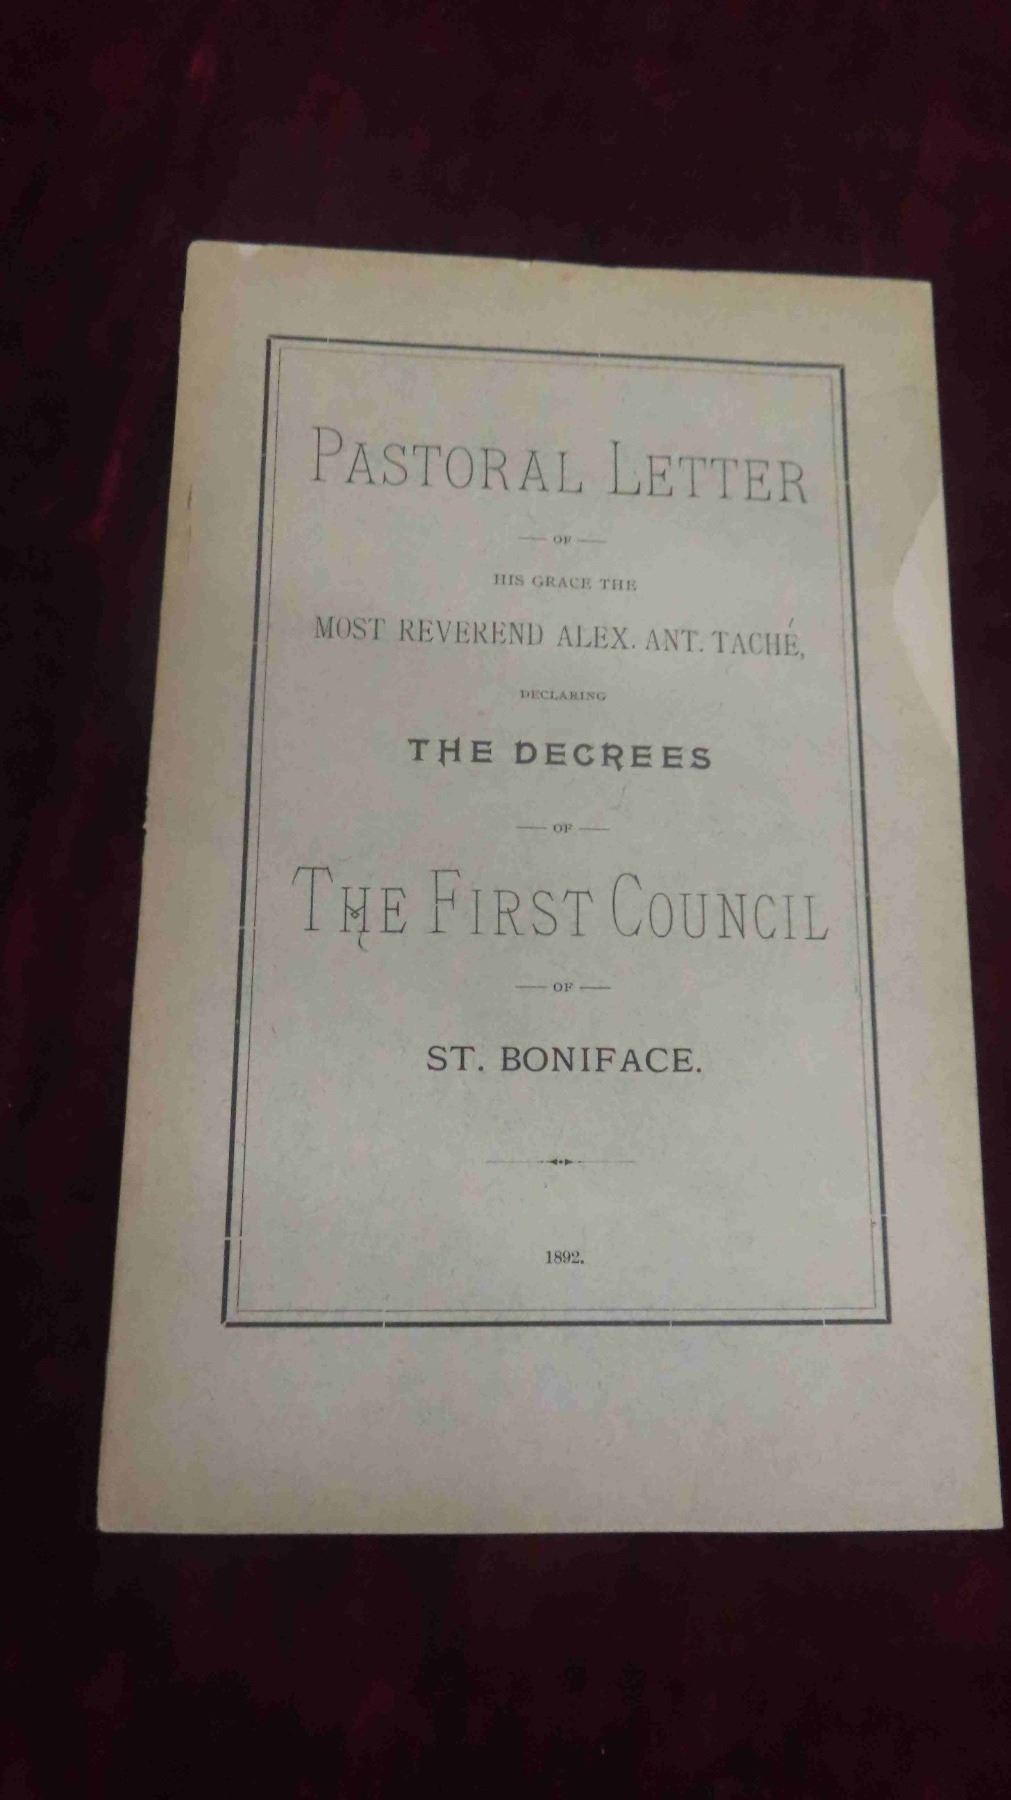 PASTORAL LETTER
— OF —
HIS GRACE THE
MOST REVEREND ALEX. ANT. TACHÉ,
DECLARING
THE DECREES
— OF —
THE FIRST COUNCIL
— OF —
ST. BONIFACE.
1892.